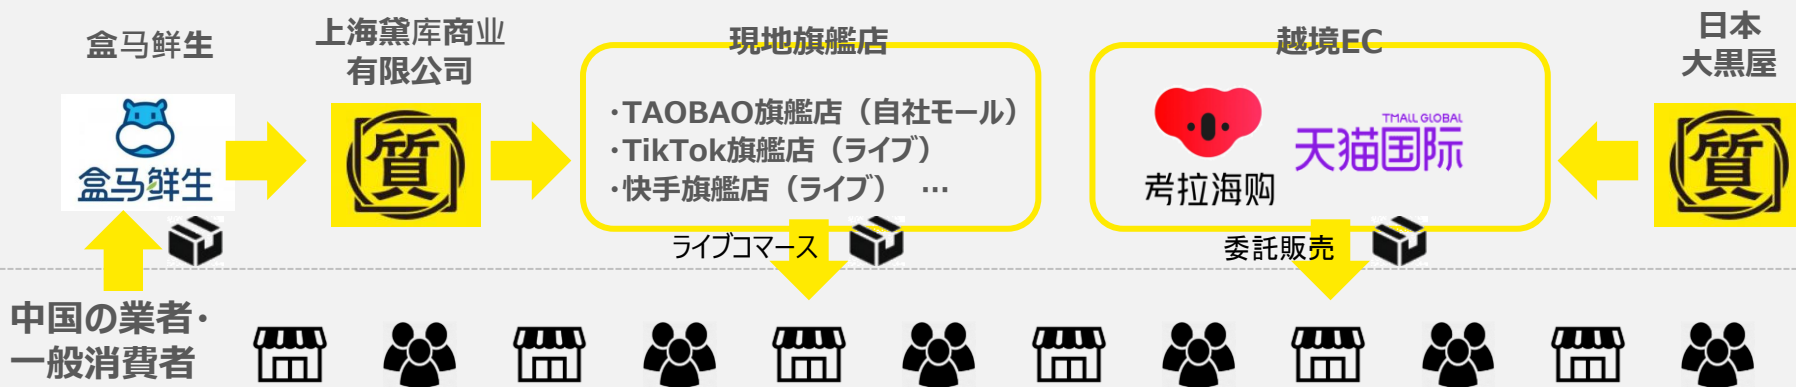 盒马鲜生
盒马鲜生
上海黛库商业
有限公司
質
現地旗艦店
・TAOBAO旗艦店（自社モール）
・TikTok旗艦店（ライブ）
・快手旗艦店（ライブ） …
ライブコマース
越境EC
考拉海购
TMALL GLOBAL
天猫国际
委託販売
日本
大黒屋
質
中国の業者・
一般消費者